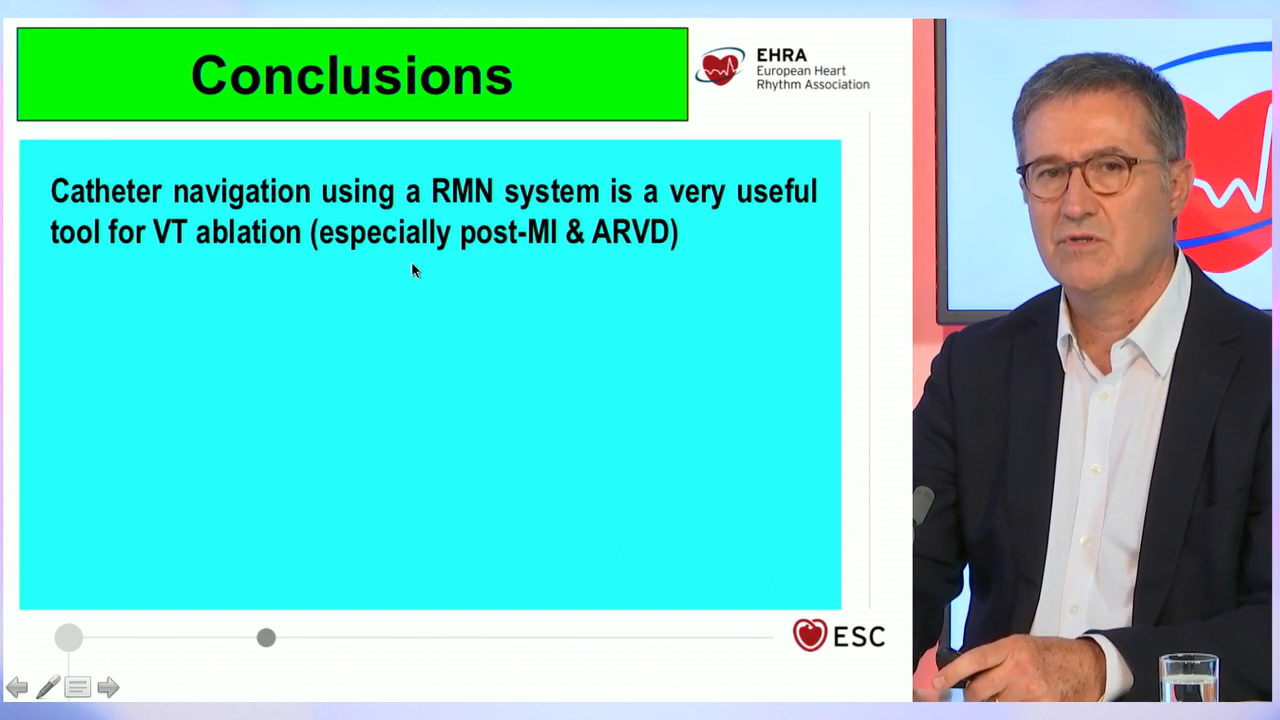 Conclusions
EHRA
European Heart
Rhythm Association
Catheter navigation using a RMN system is a very useful
tool for VT ablation (especially post-MI & ARVD)
ESC